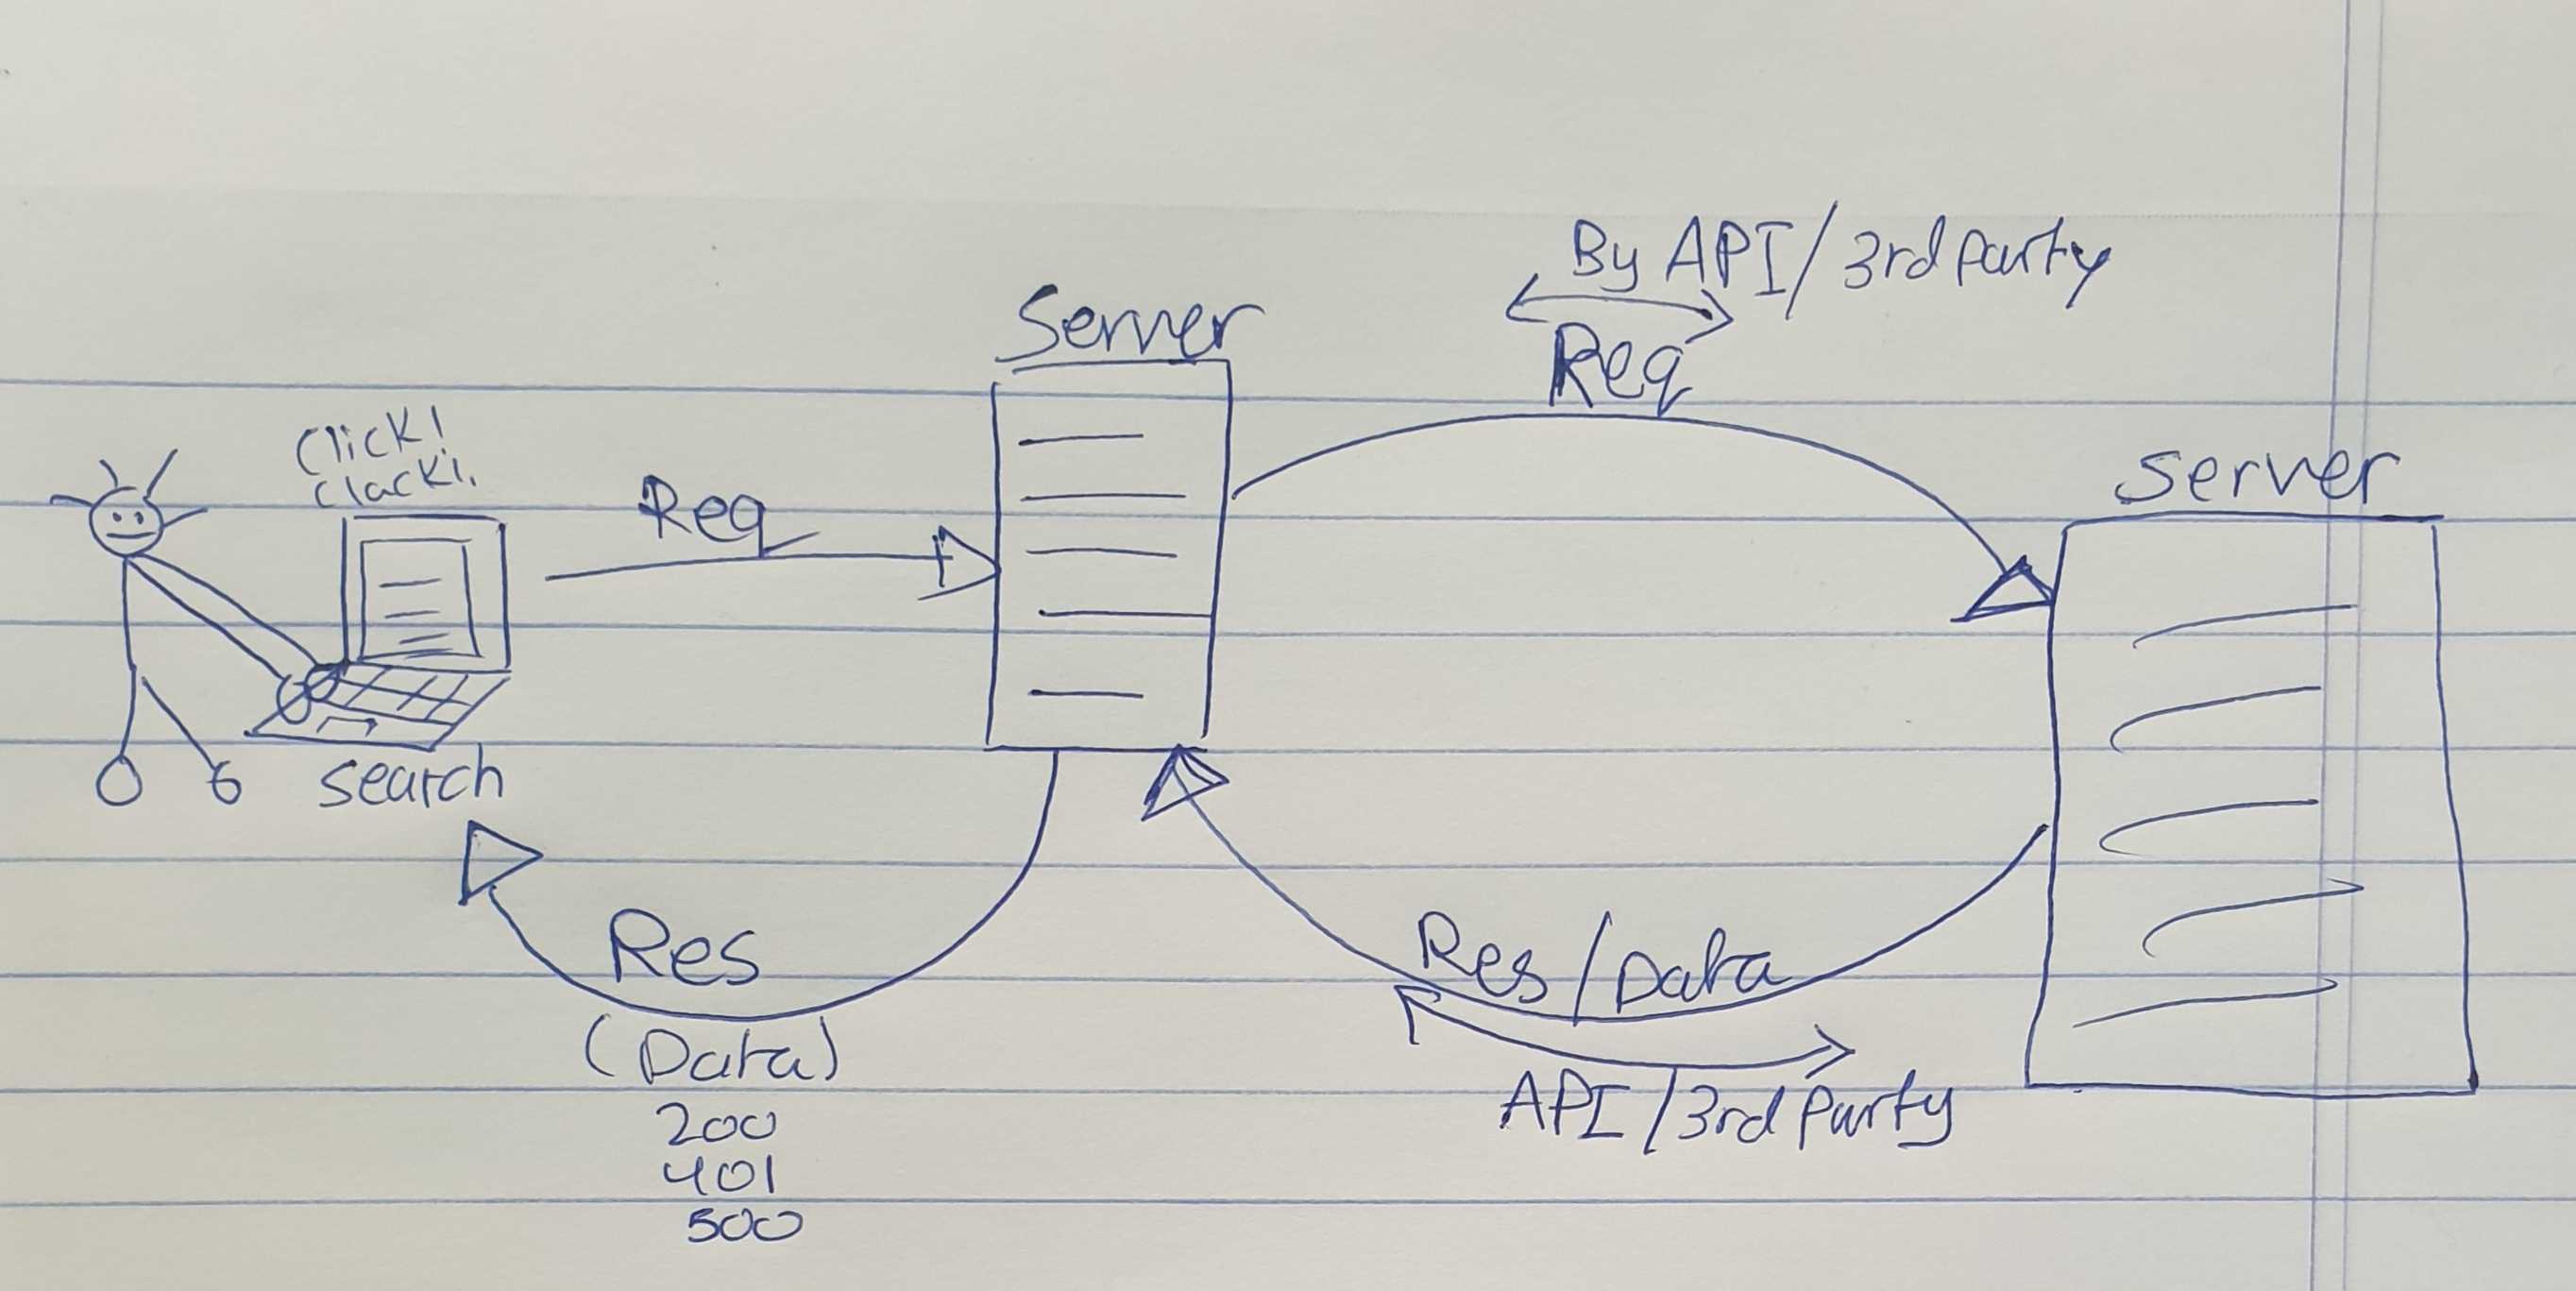 By API/3rd Party
Req
Server
server
Click!
Clack!
Req
search
Res
(Data)
200
401
500
Res/Data
API/3rd Party